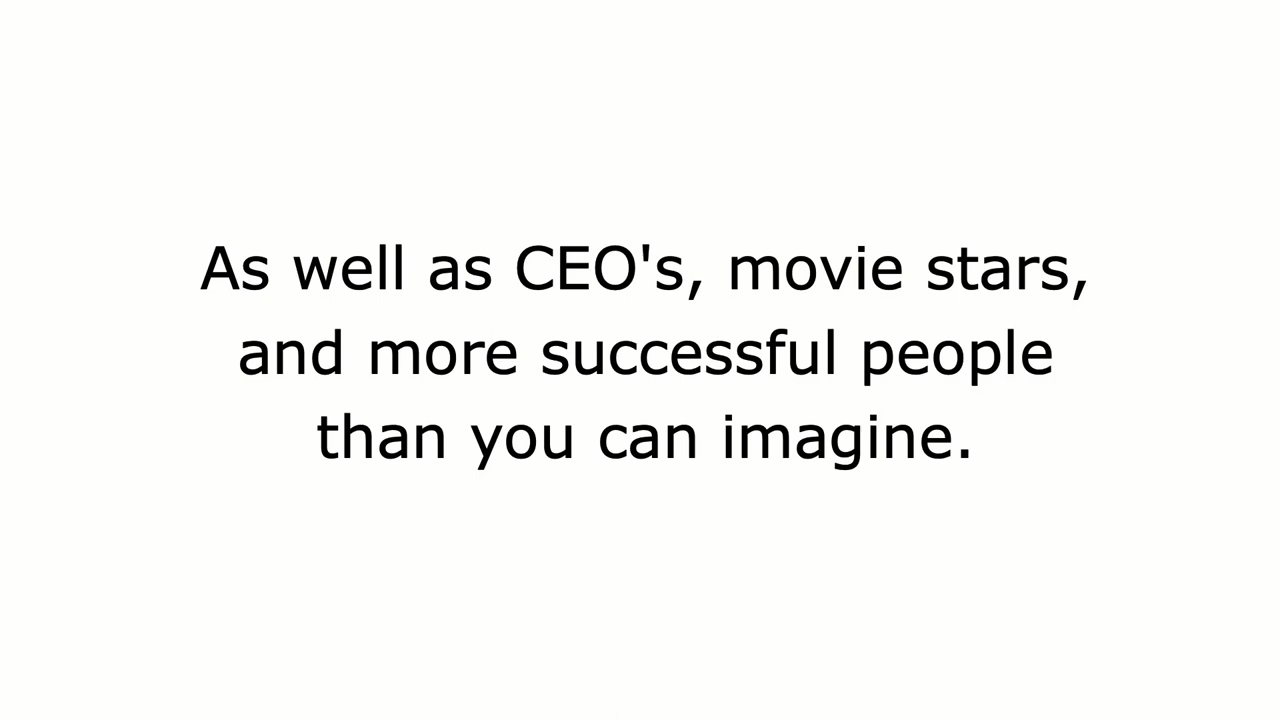 As well as CEO's, movie stars,
and more successful people
than you can imagine.